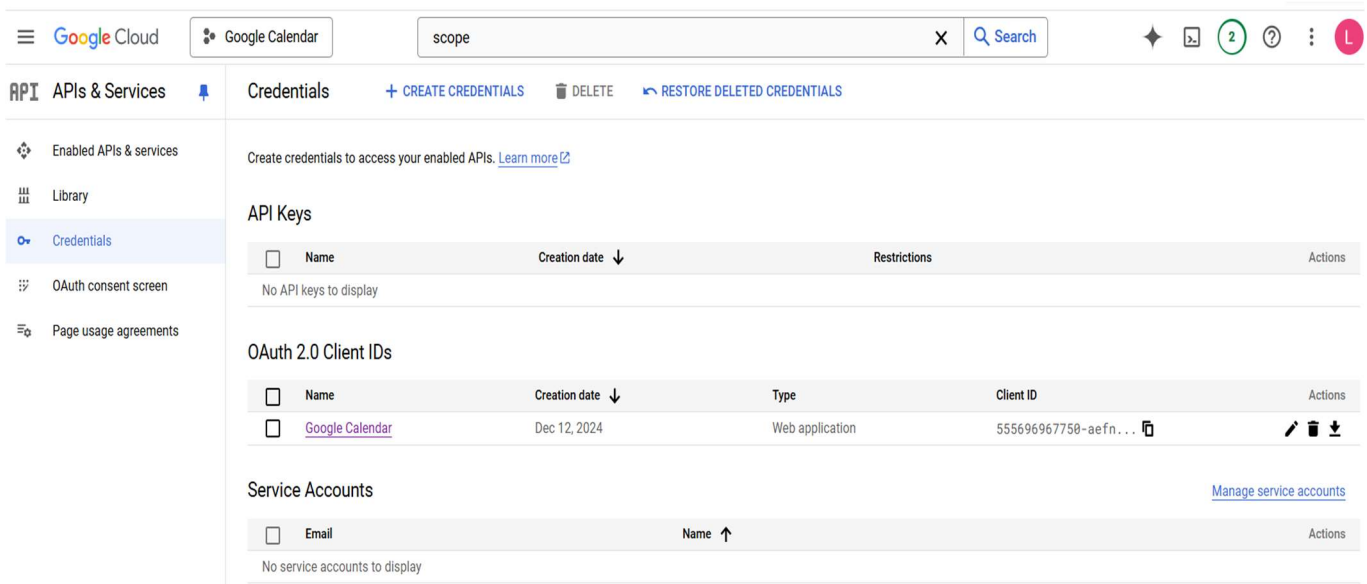 Google Cloud
Google Calendar
scope
Search
2
L
API APIs & Services
Credentials
+ CREATE CREDENTIALS
DELETE
RESTORE DELETED CREDENTIALS
Enabled APIs & services
Library
Credentials
OAuth consent screen
Page usage agreements
Create credentials to access your enabled APIs. Learn more
API Keys
Name Creation date Restrictions Actions
No API keys to display
OAuth 2.0 Client IDs
Name Creation date Type Client ID Actions
Google Calendar Dec 12, 2024 Web application 555696967750-aefn...
Service Accounts
Manage service accounts
Email Name Actions
No service accounts to display